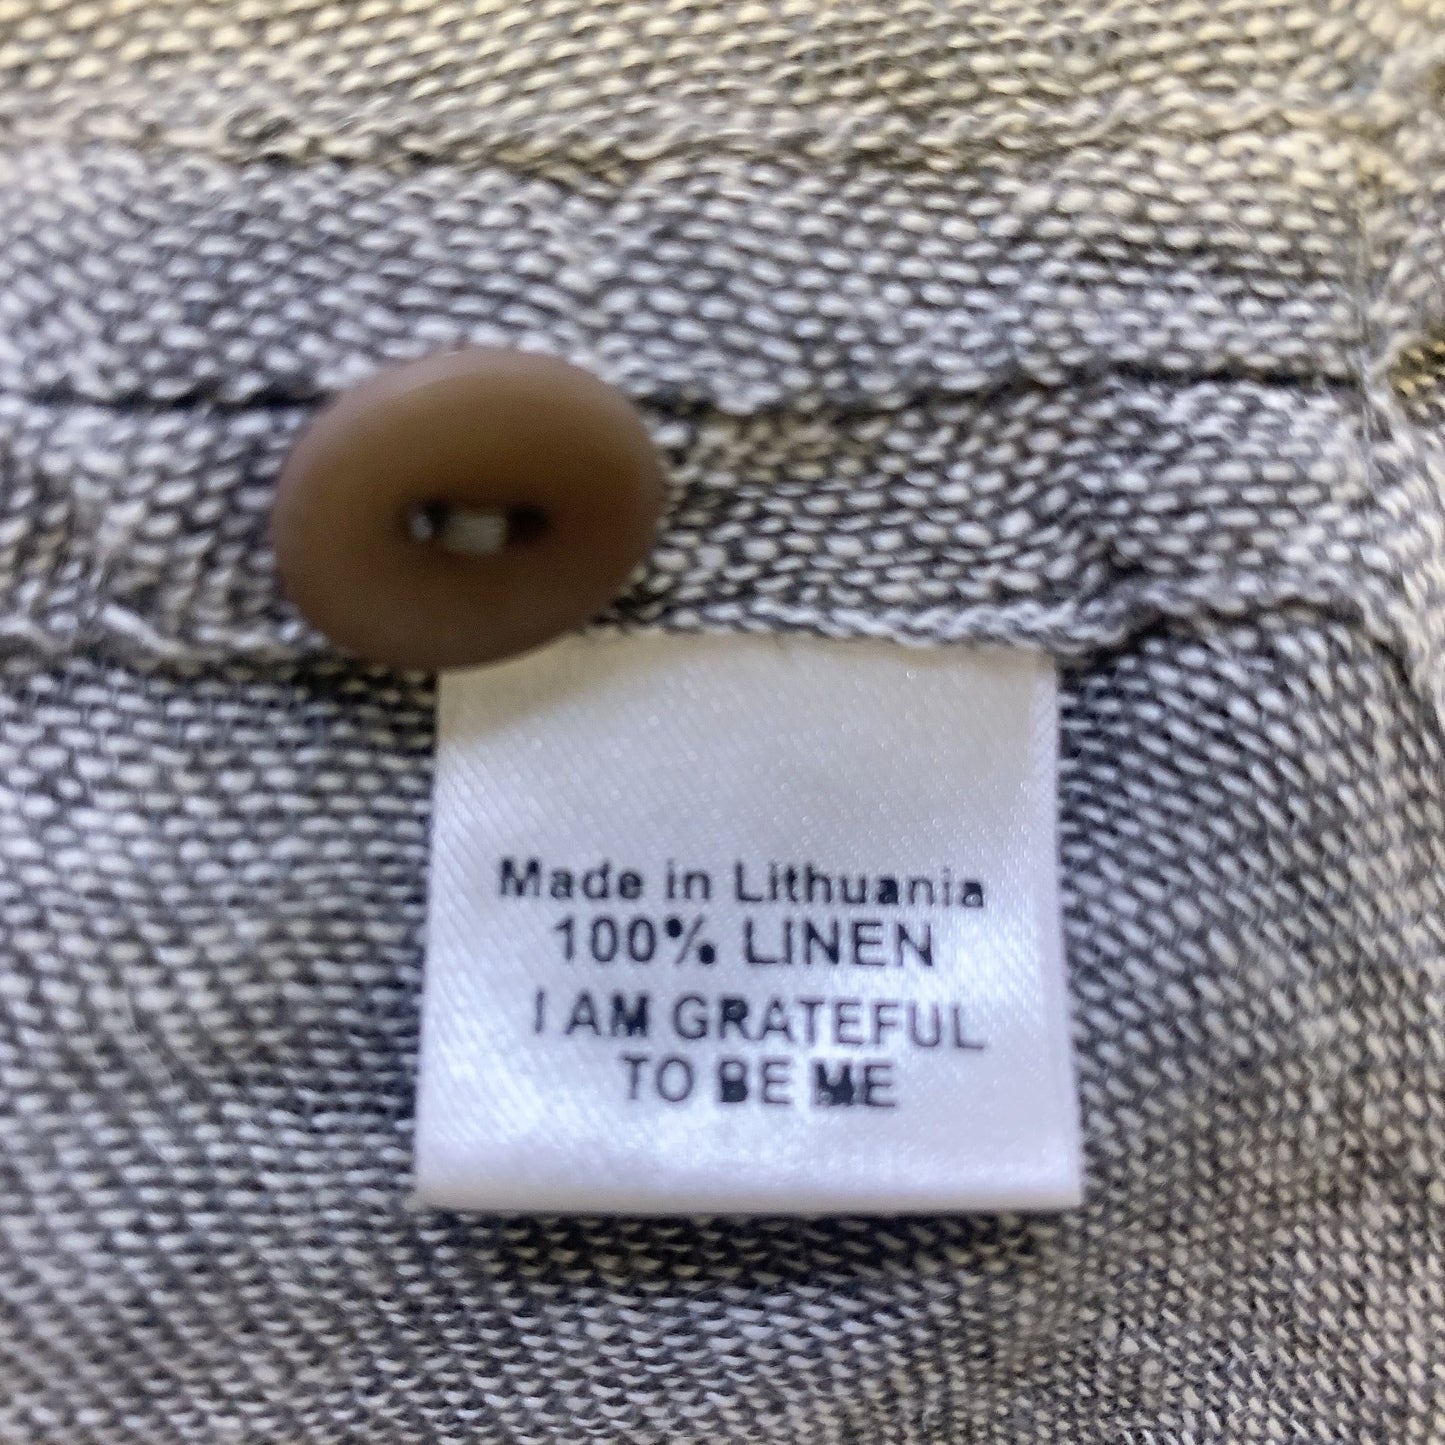 Made in Lithuania
100% LINEN
I AM GRATEFUL
TO BE ME